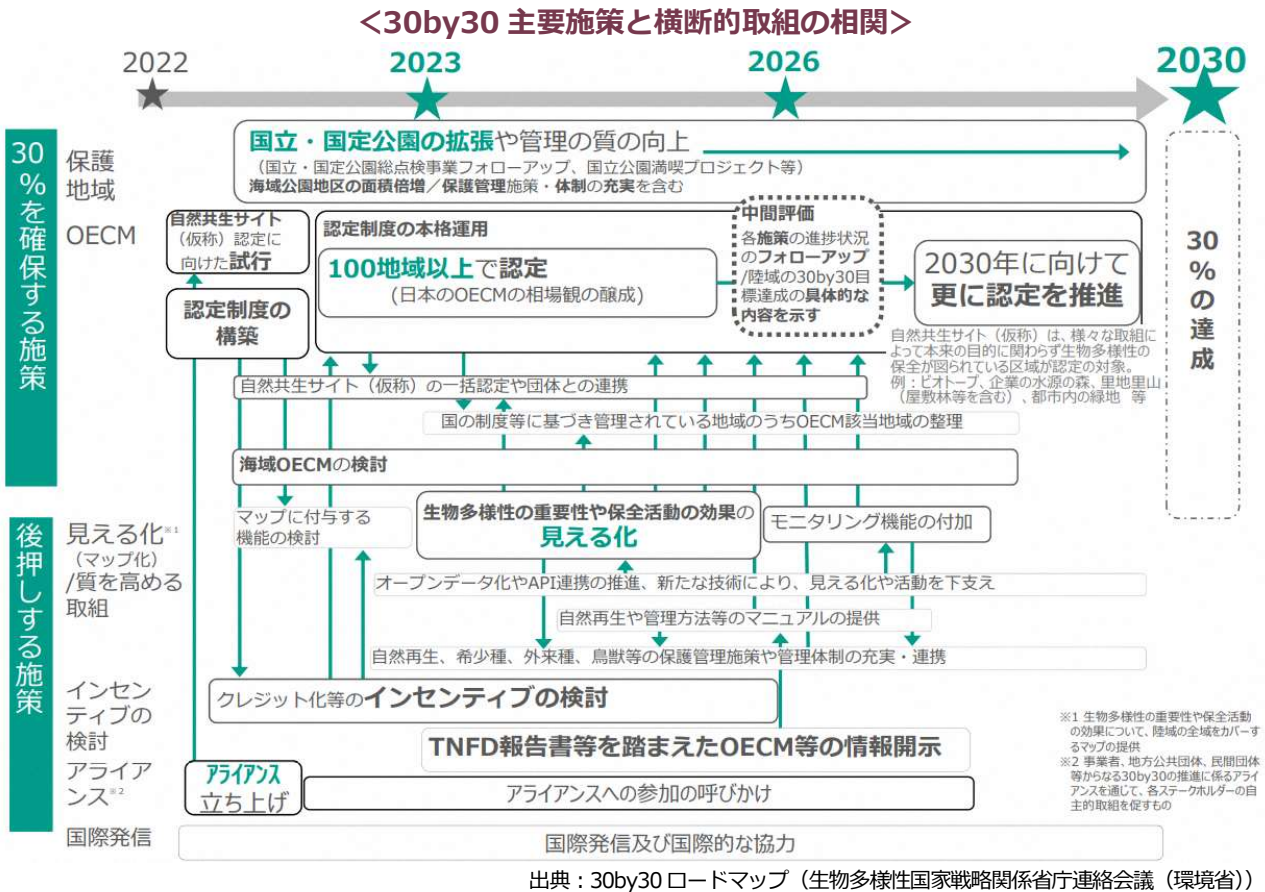 <30by30 主要施策と横断的取組の相関>
2022
2023
2026
2030
30%を確保する施策
保護
地域
国立・国定公園の拡張や管理の質の向上
（国立・国定公園総点検事業フォローアップ、国立公園満喫プロジェクト等）
海域公園地区の面積倍増／保護管理施策・体制の充実を含む
OECM
自然共生サイト
（仮称）認定に
向けた試行
認定制度の
構築
認定制度の本格運用
100地域以上で認定
（日本のOECMの相場観の醸成）
中間評価
各施策の進捗状況
のフォローアップ
/陸域の30by30目
標達成の具体的な
内容を示す
2030年に向けて
更に認定を推進
自然共生サイト（仮称）は、様々な取組に
よって本来の目的に関わらず生物多様性の
保全が図られている区域が認定の対象。
例：ビオトープ、企業の水源の森、里地里山
（屋敷林等を含む）、都市内の緑地 等
30%の達成
自然共生サイト（仮称）の一括認定や団体との連携
国の制度等に基づき管理されている地域のうちOECM該当地域の整理
海域OECMの検討
後押しする施策
見える化※1
（マップ化）
/質を高める
取組
マップに付与する
機能の検討
生物多様性の重要性や保全活動の効果の
見える化
モニタリング機能の付加
オープンデータ化やAPI連携の推進、新たな技術により、見える化や活動を下支え
自然再生や管理方法等のマニュアルの提供
自然再生、希少種、外来種、鳥獣等の保護管理施策や管理体制の充実・連携
インセン
ティブの
検討
クレジット化等のインセンティブの検討
TNFD報告書等を踏まえたOECM等の情報開示
アライア
ンス※2
アライアンス
立ち上げ
アライアンスへの参加の呼びかけ
※1 生物多様性の重要性や保全活動
の効果について、陸域の全域をカバーす
るマップの提供
※2 事業者、地方公共団体、民間団体
等からなる30by30の推進に係るアライ
アンスを通じて、各ステークホルダーの自
主的取組を促すもの
国際発信
国際発信及び国際的な協力
出典：30by30 ロードマップ（生物多様性国家戦略関係省庁連絡会議（環境省））